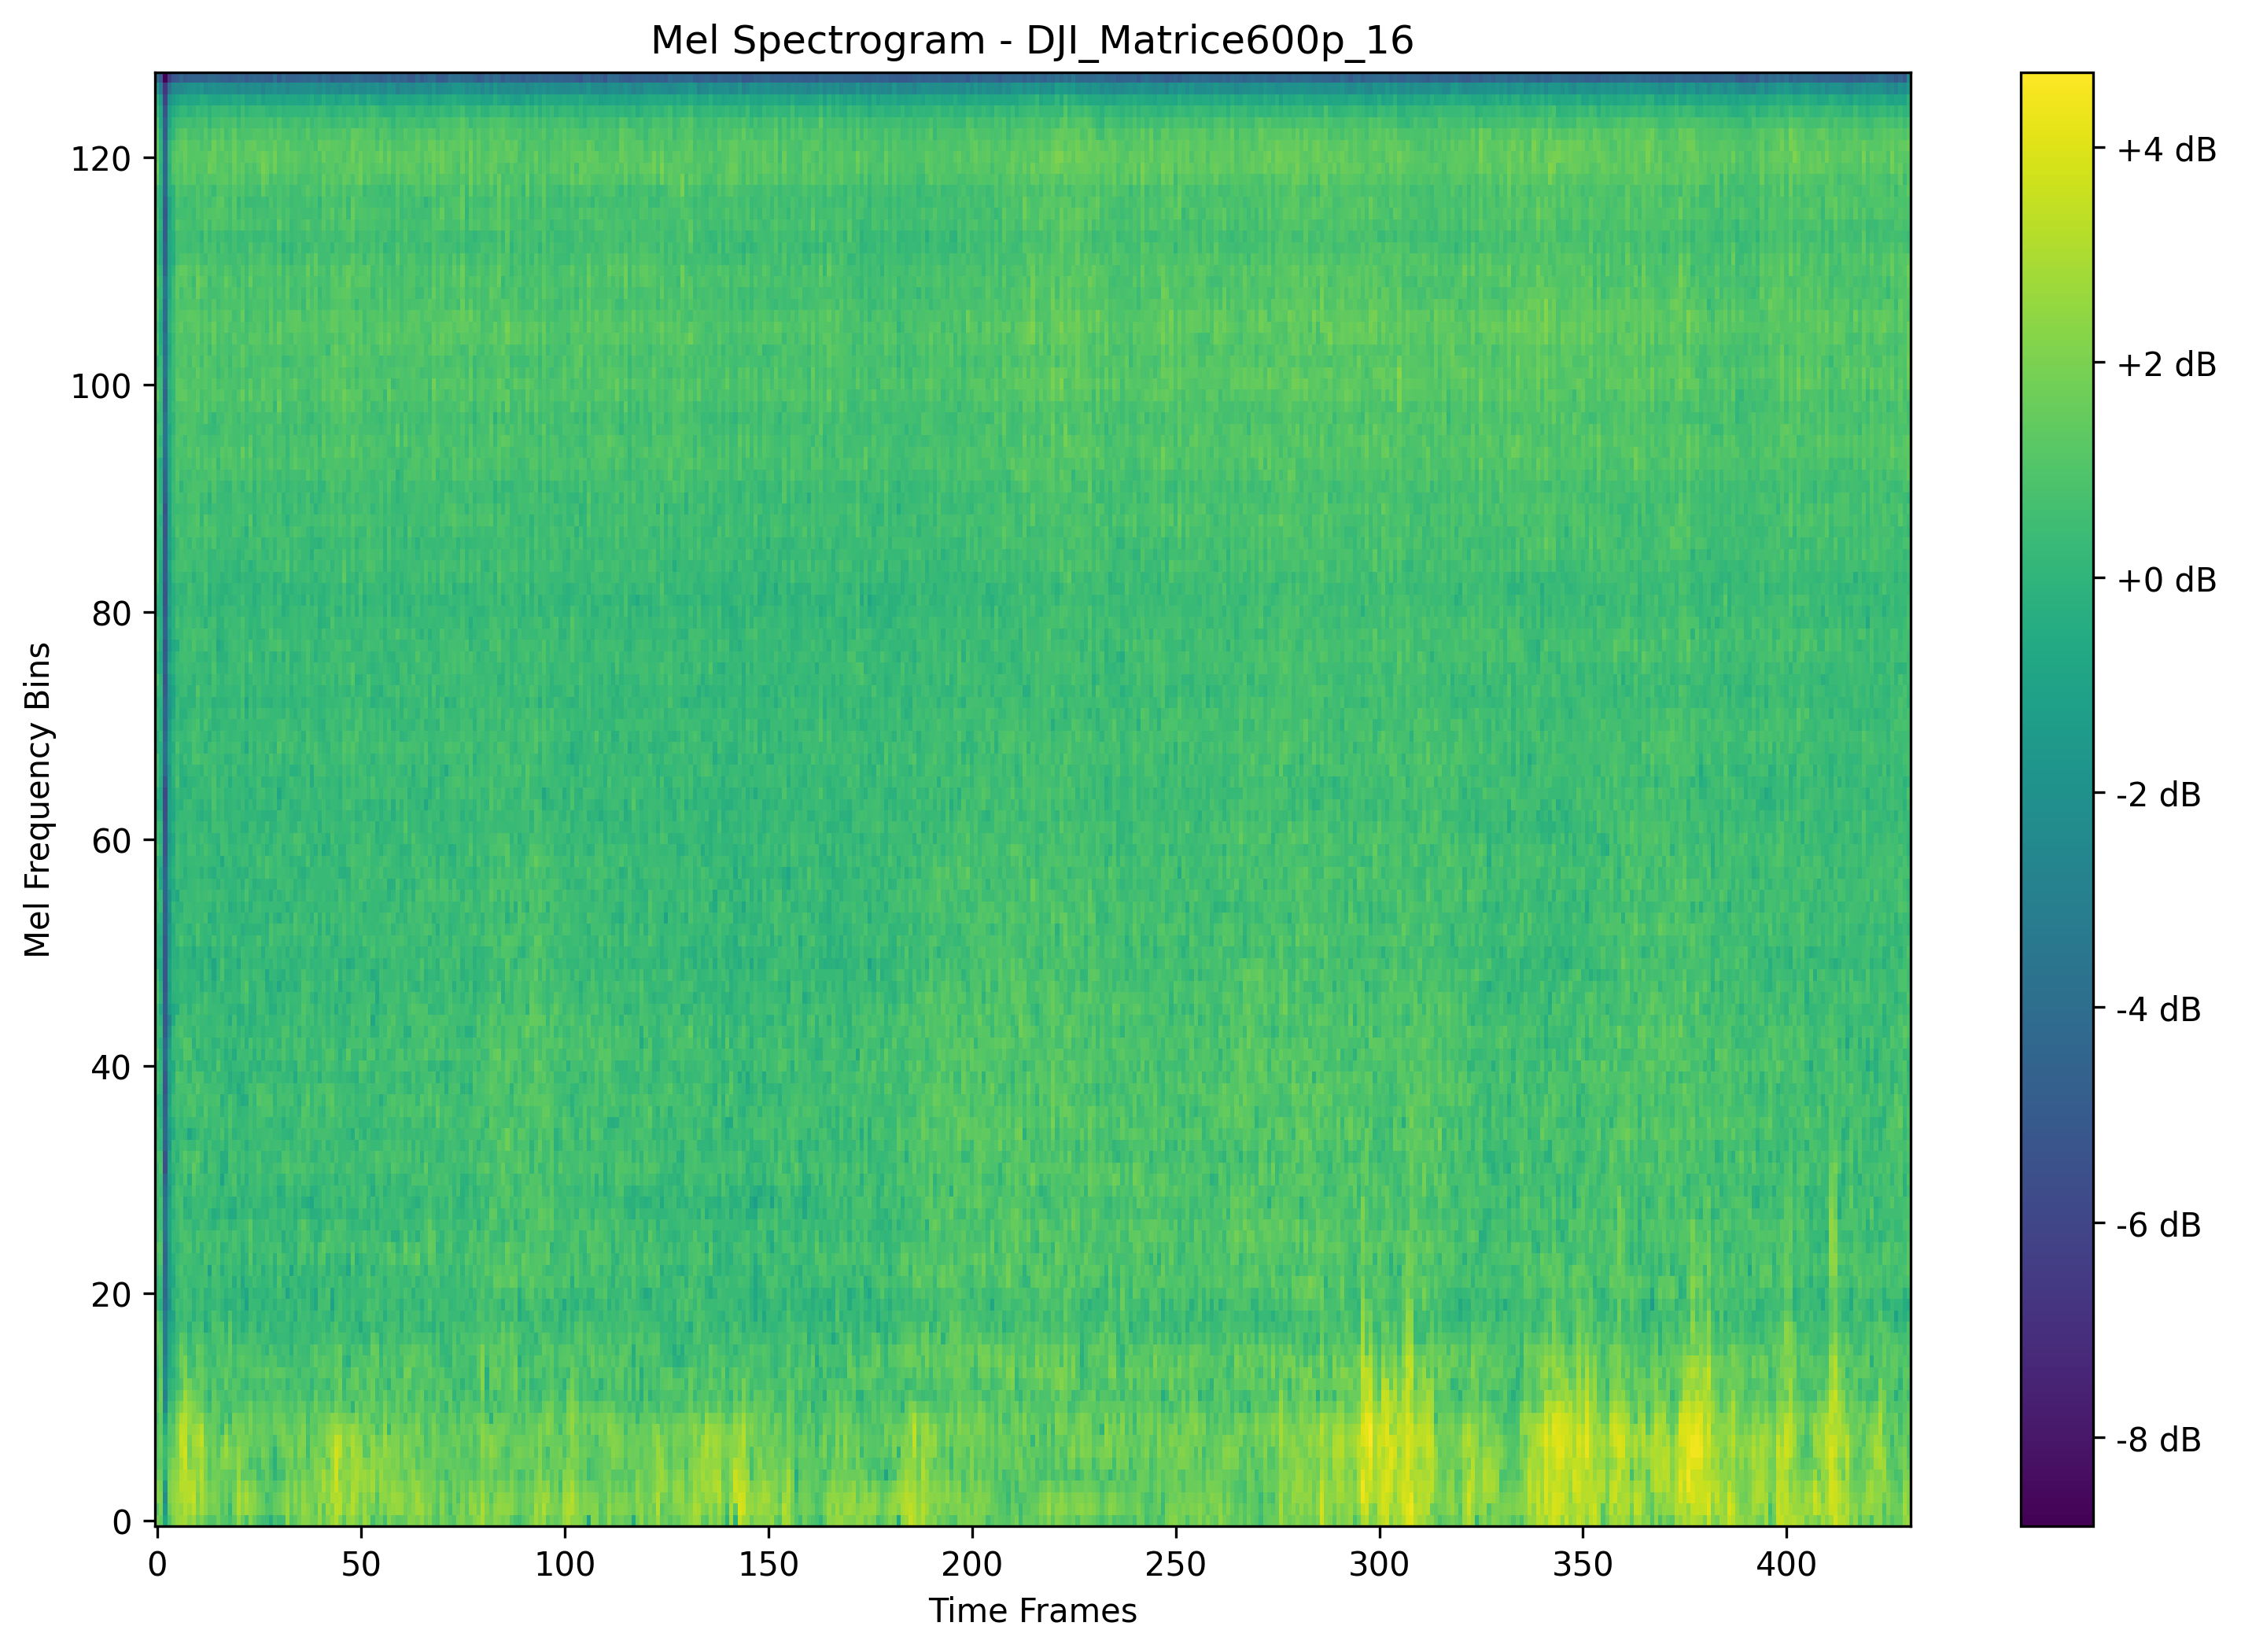 Mel Spectrogram - DJI_Matrice600p_16
Mel Frequency Bins
120
100
80
60
40
20
0
0 50 100 150 200 250 300 350 400
Time Frames
+4 dB
+2 dB
+0 dB
-2 dB
-4 dB
-6 dB
-8 dB